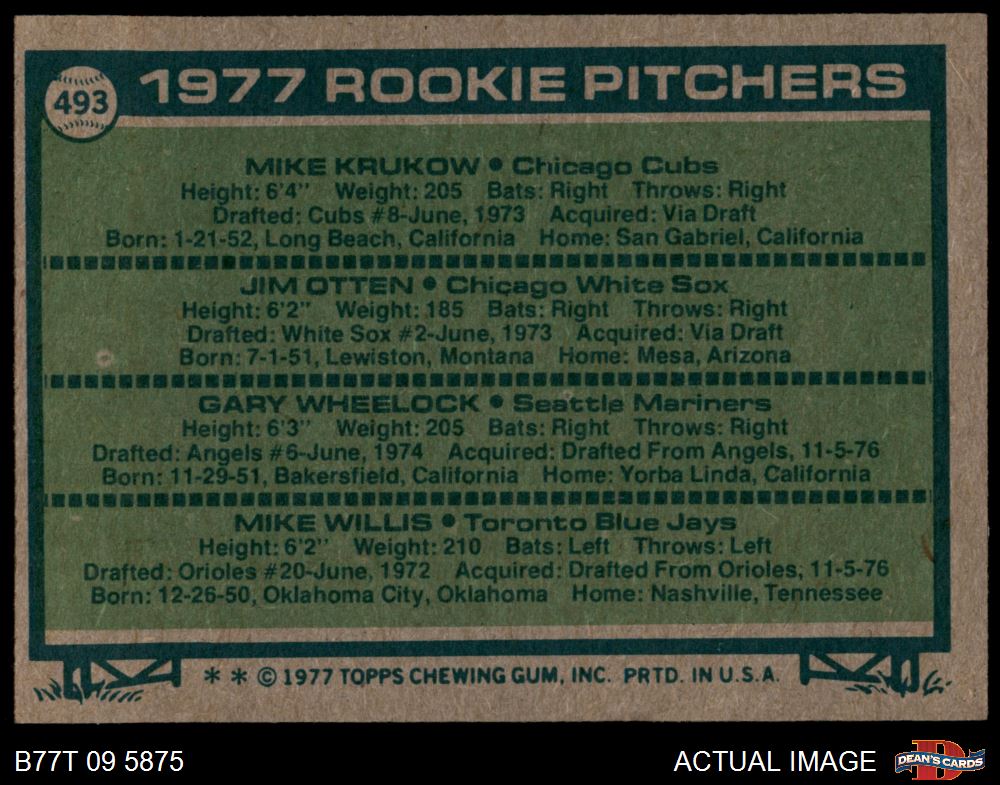 493
1977 ROOKIE PITCHERS
MIKE KRUKOW • Chicago Cubs
Height: 6'4" Weight: 205 Bats: Right Throws: Right
Drafted: Cubs #8-June, 1973 Acquired: Via Draft
Born: 1-21-52, Long Beach, California Home: San Gabriel, California
JIM OTTEN • Chicago White Sox
Height: 6'2" Weight: 185 Bats: Right Throws: Right
Drafted: White Sox #2-June, 1973 Acquired: Via Draft
Born: 7-1-51, Lewiston, Montana Home: Mesa, Arizona
GARY WHEELOCK • Seattle Mariners
Height: 6'3" Weight: 205 Bats: Right Throws: Right
Drafted: Angels #6-June, 1974 Acquired: Drafted From Angels, 11-5-76
Born: 11-29-51, Bakersfield, California Home: Yorba Linda, California
MIKE WILLIS • Toronto Blue Jays
Height: 6'2" Weight: 210 Bats: Left Throws: Left
Drafted: Orioles #20-June, 1972 Acquired: Drafted From Orioles, 11-5-76
Born: 12-26-50, Oklahoma City, Oklahoma Home: Nashville, Tennessee
* * © 1977 TOPPS CHEWING GUM, INC. PRTD. IN U.S.A.
B77T 09 5875 ACTUAL IMAGE
D
DEAN'S CARDS